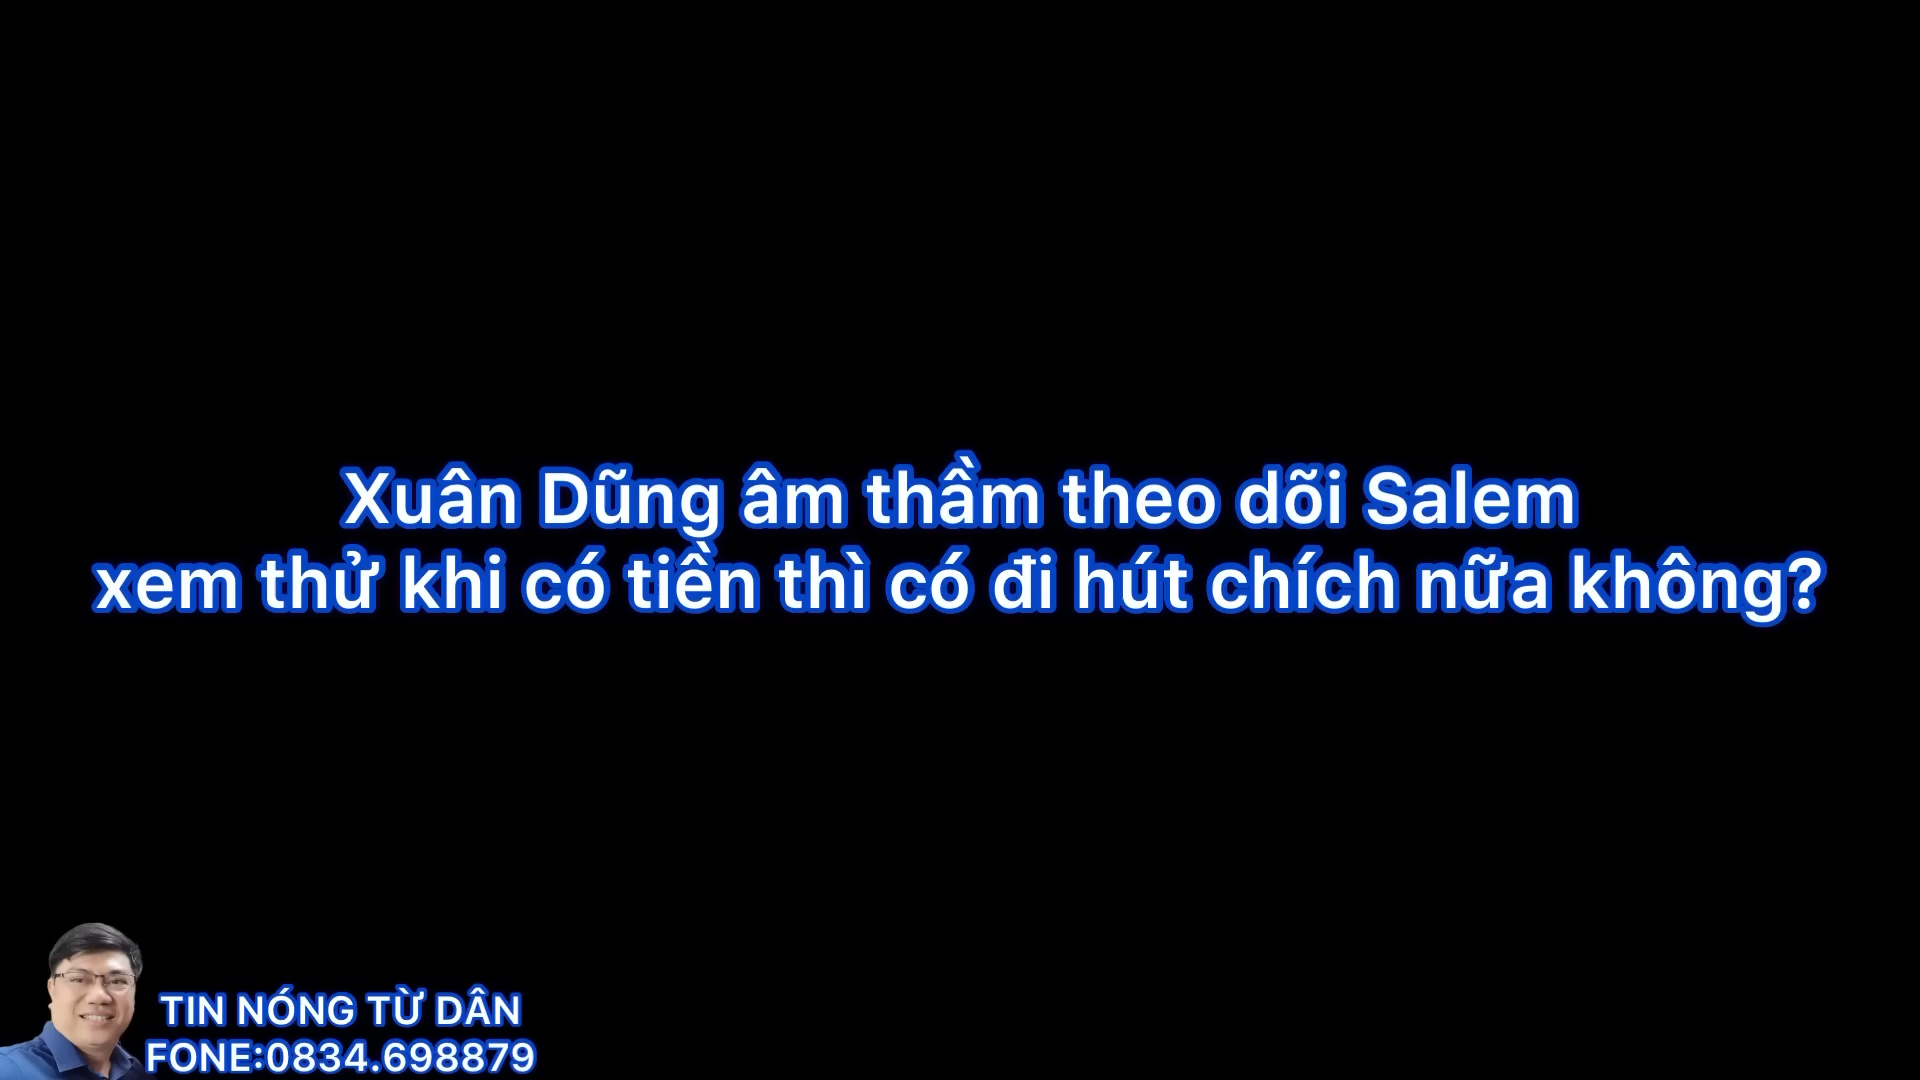 Xuân Dũng âm thầm theo dõi Salem
xem thử khi có tiền thì có đi hút chích nữa không?
TIN NÓNG TỪ DÂN
FONE:0834.698879